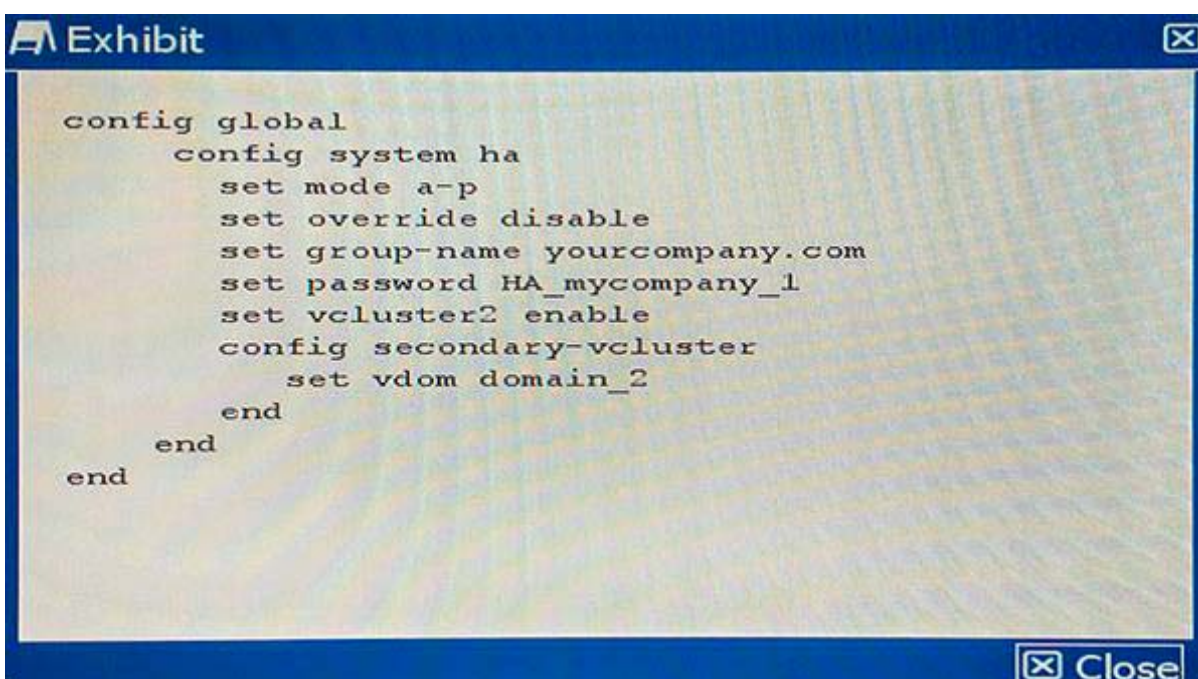 Exhibit
config global
config system ha
set mode a-p
set override disable
set group-name yourcompany.com
set password HA_mycompany_1
set vcluster2 enable
config secondary-vcluster
set vdom domain_2
end
end
end
Close